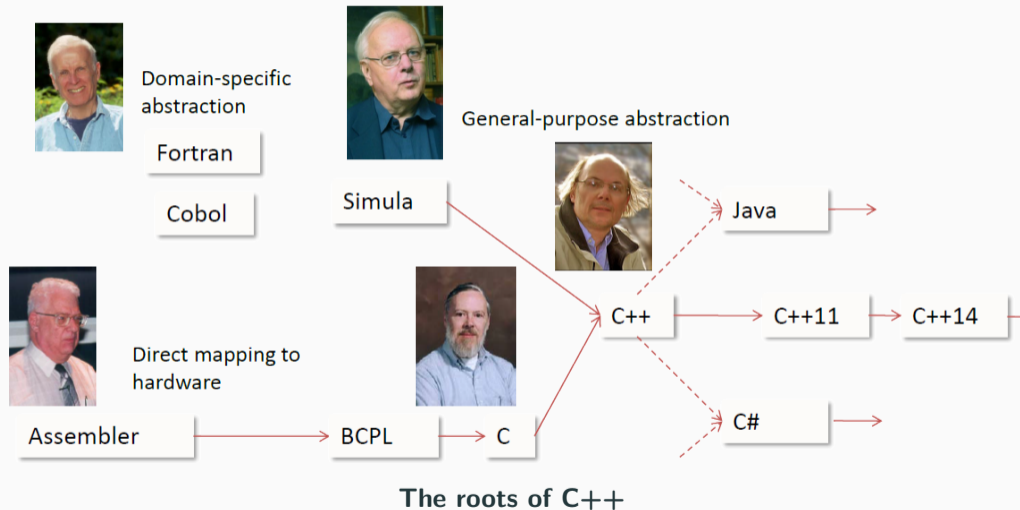 Domain-specific
abstraction
General-purpose abstraction
Fortran
Simula
Cobol
Java
C++
C++11
C++14
Direct mapping to
hardware
Assembler
BCPL
C
C#
The roots of C++